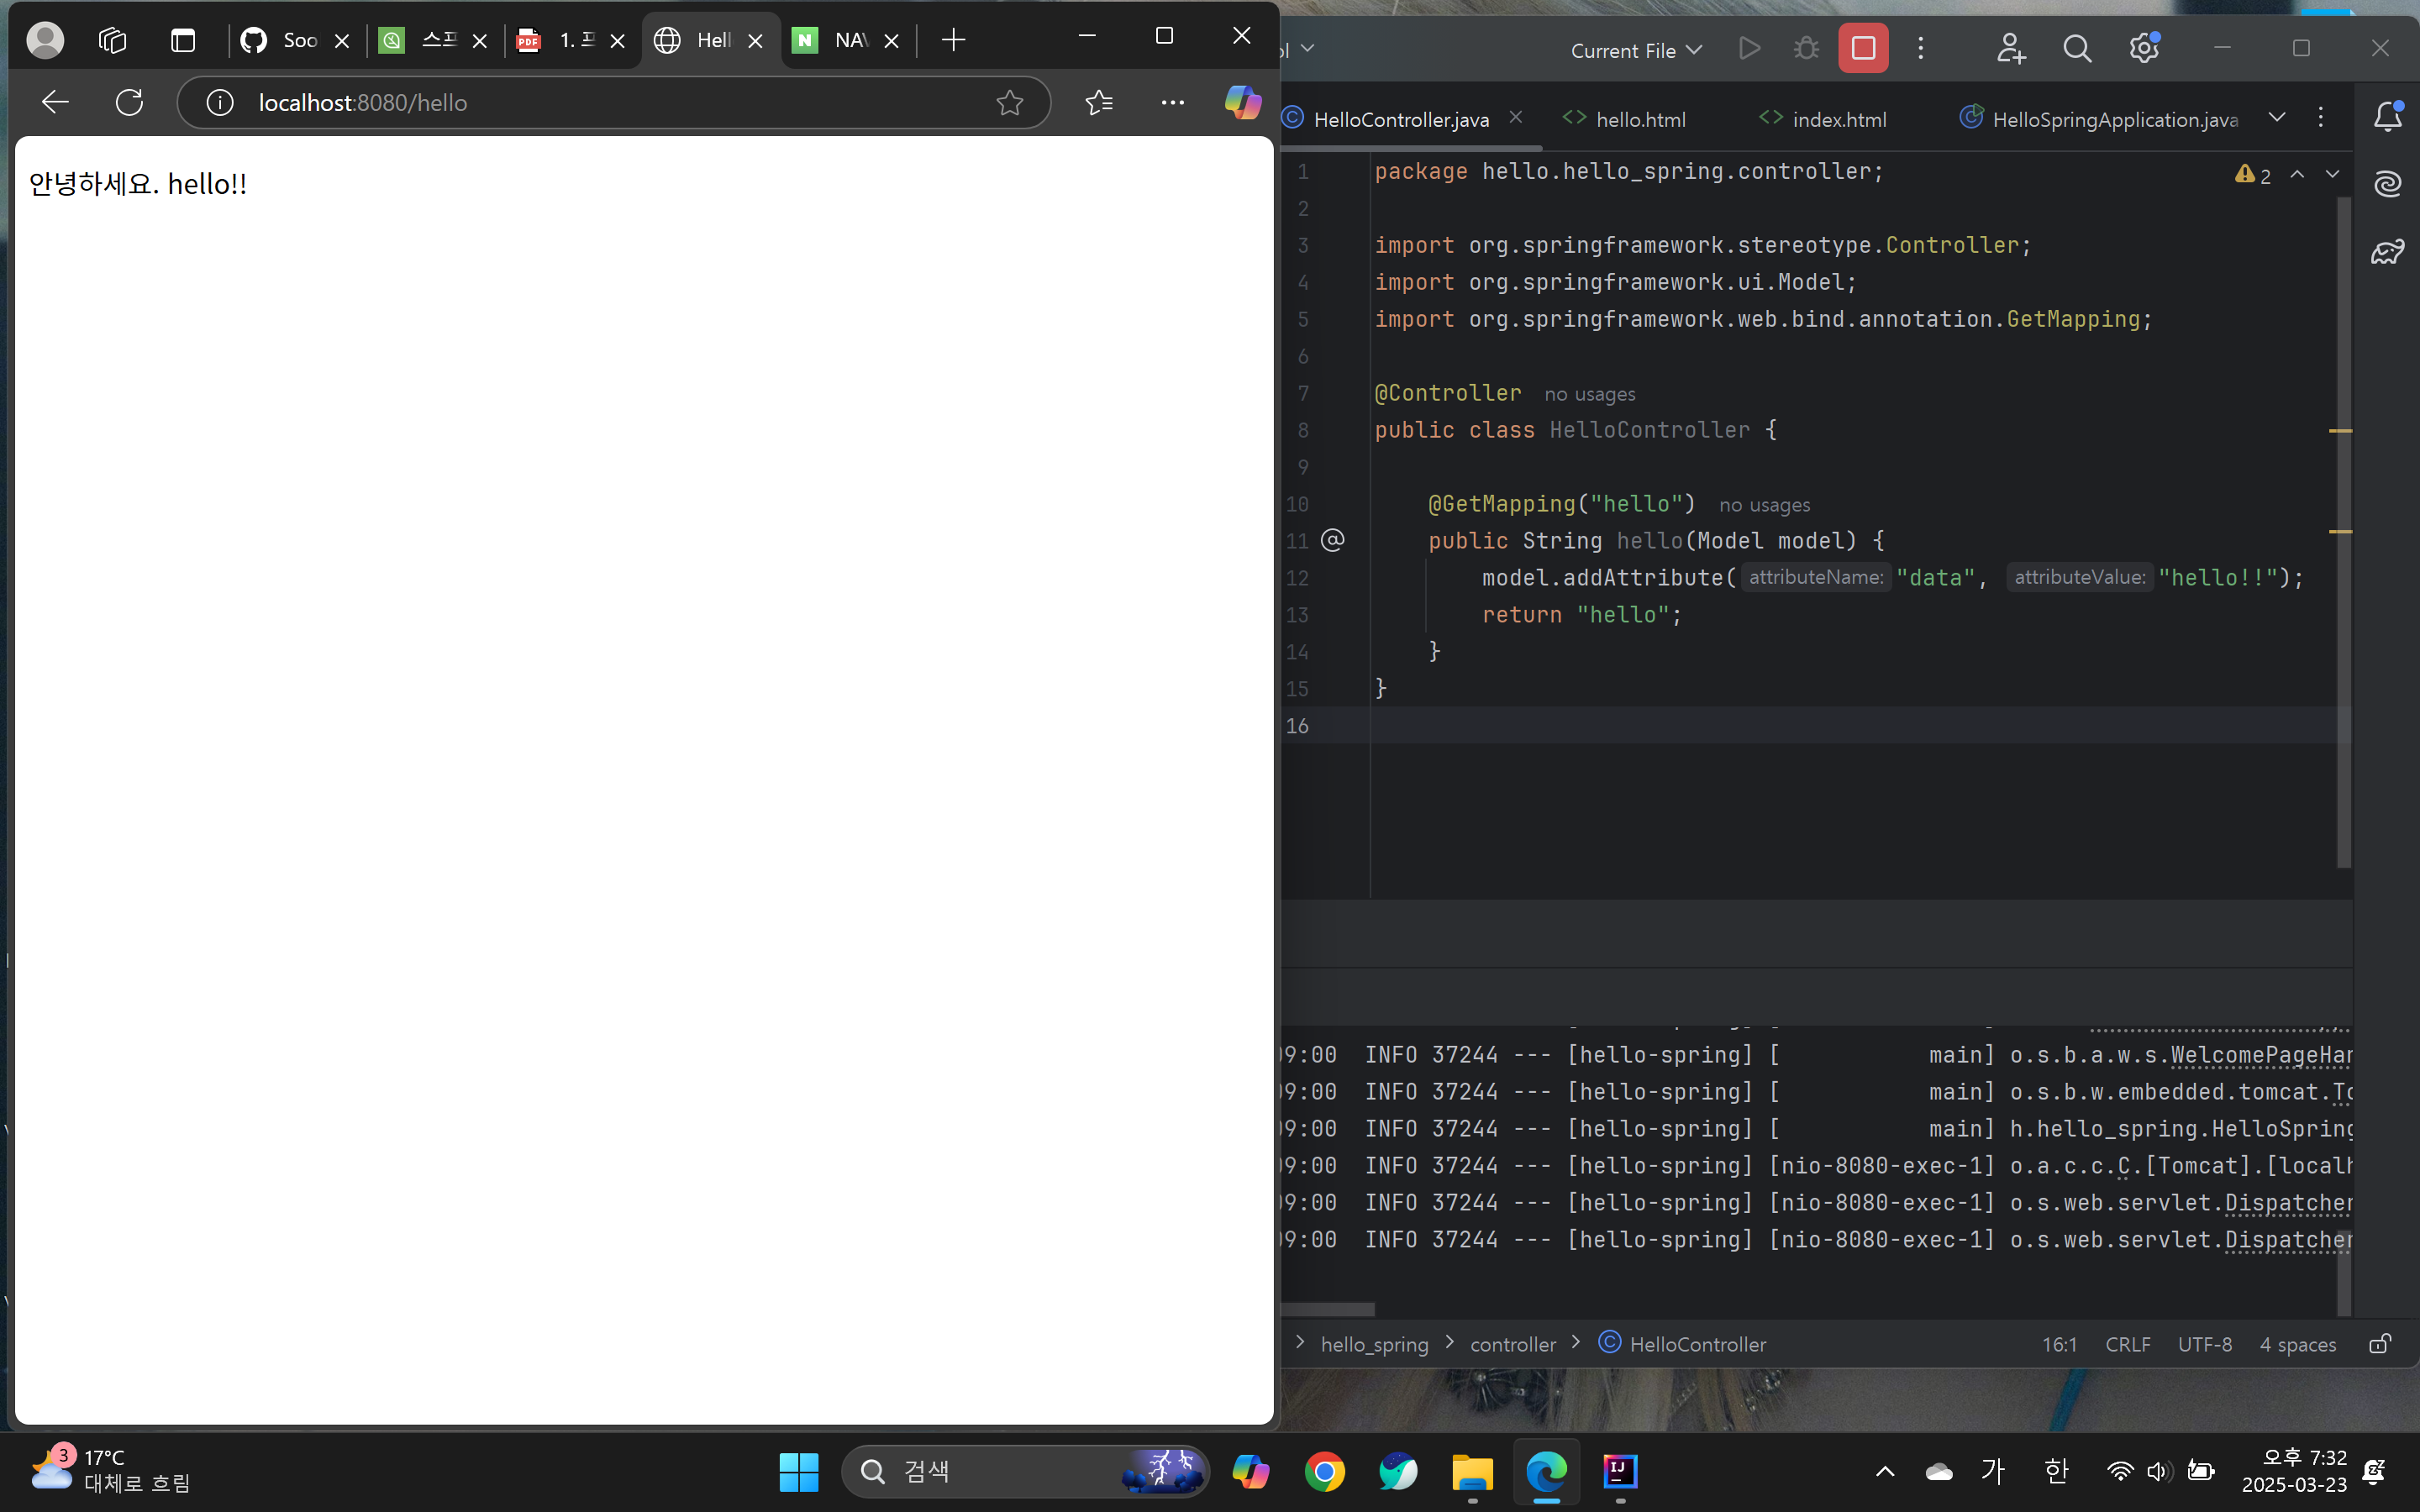 Soo
스프
1. 프
Hell
NAV
localhost:8080/hello
안녕하세요. hello!!
Current File
HelloController.java
hello.html
index.html
HelloSpringApplication.java
2
1 package hello.hello_spring.controller;
2
3 import org.springframework.stereotype.Controller;
4 import org.springframework.ui.Model;
5 import org.springframework.web.bind.annotation.GetMapping;
6
7 @Controller no usages
8 public class HelloController {
9
10 @GetMapping("hello") no usages
11 public String hello(Model model) {
12 model.addAttribute( attributeName: "data", attributeValue: "hello!!");
13 return "hello";
14 }
15 }
16
09:00 INFO 37244 --- [hello-spring] [ main] o.s.b.a.w.s.WelcomePageHan
09:00 INFO 37244 --- [hello-spring] [ main] o.s.b.w.embedded.tomcat.To
09:00 INFO 37244 --- [hello-spring] [ main] h.hello_spring.HelloSpring
09:00 INFO 37244 --- [hello-spring] [nio-8080-exec-1] o.a.c.c.C.[Tomcat].[localh
09:00 INFO 37244 --- [hello-spring] [nio-8080-exec-1] o.s.web.servlet.Dispatcher
09:00 INFO 37244 --- [hello-spring] [nio-8080-exec-1] o.s.web.servlet.Dispatcher
hello_spring > controller > HelloController
16:1 CRLF UTF-8 4 spaces
3
17°C
대체로 흐림
검색
가
한
오후 7:32
2025-03-23